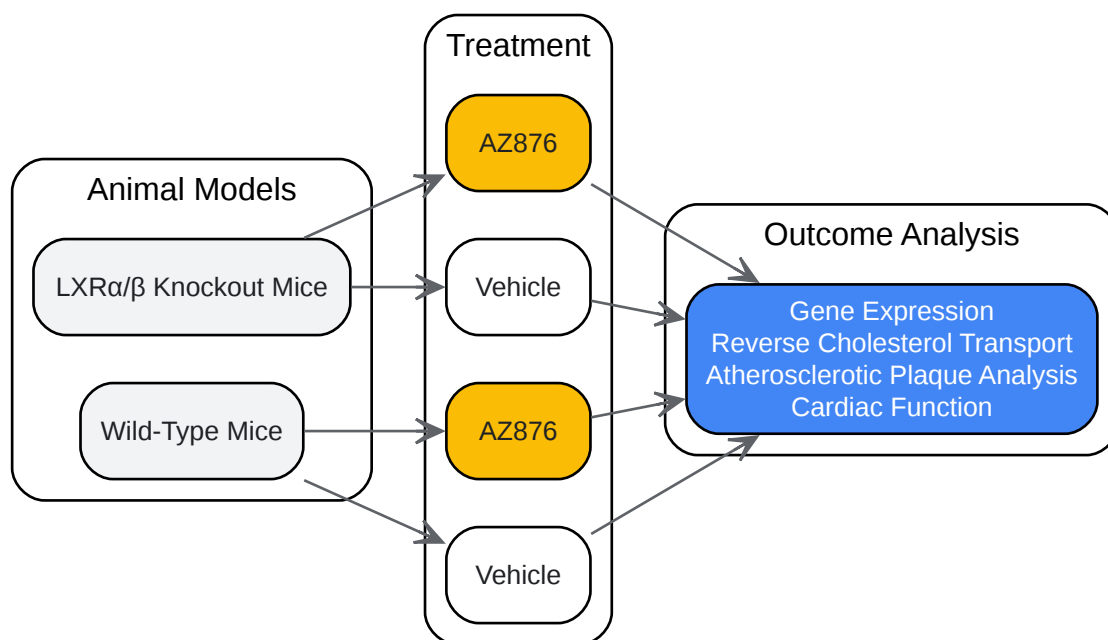 Animal Models
LXRα/β Knockout Mice
Wild-Type Mice
Treatment
AZ876
Vehicle
AZ876
Vehicle
Outcome Analysis
Gene Expression
Reverse Cholesterol Transport
Atherosclerotic Plaque Analysis
Cardiac Function